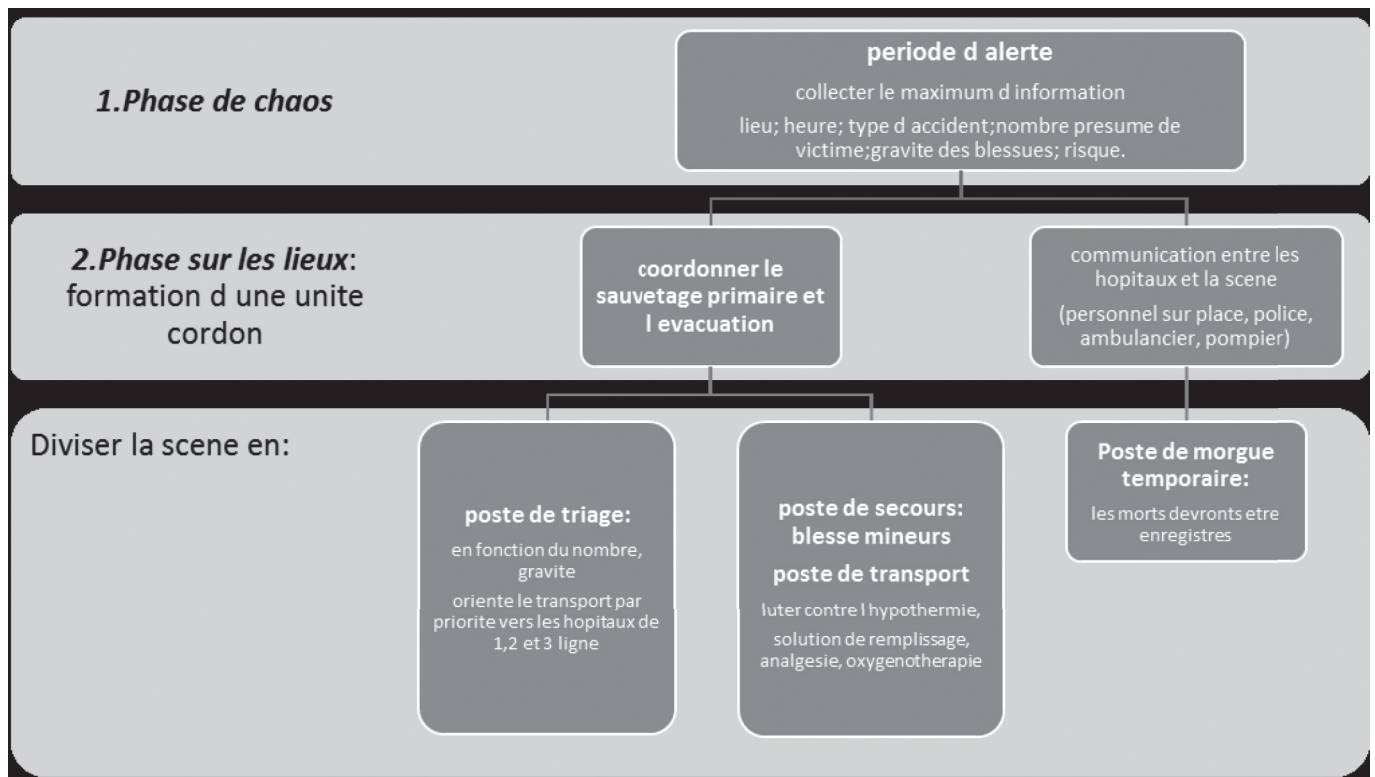 1.Phase de chaos
periode d alerte
collecter le maximum d information
lieu; heure; type d accident;nombre presume de
victime;gravite des blessues; risque.
2.Phase sur les lieux:
formation d une unite
cordon
coordonner le
sauvetage primaire et
l evacuation
communication entre les
hopitaux et la scene
(personnel sur place, police,
ambulancier, pompier)
Diviser la scene en:
poste de triage:
en fonction du nombre,
gravite
oriente le transport par
priorite vers les hopitaux de
1,2 et 3 ligne
poste de secours:
blesse mineurs
poste de transport
luter contre l hypothermie,
solution de remplissage,
analgesie, oxygenotherapie
Poste de morgue
temporaire:
les morts devronts etre
enregistres